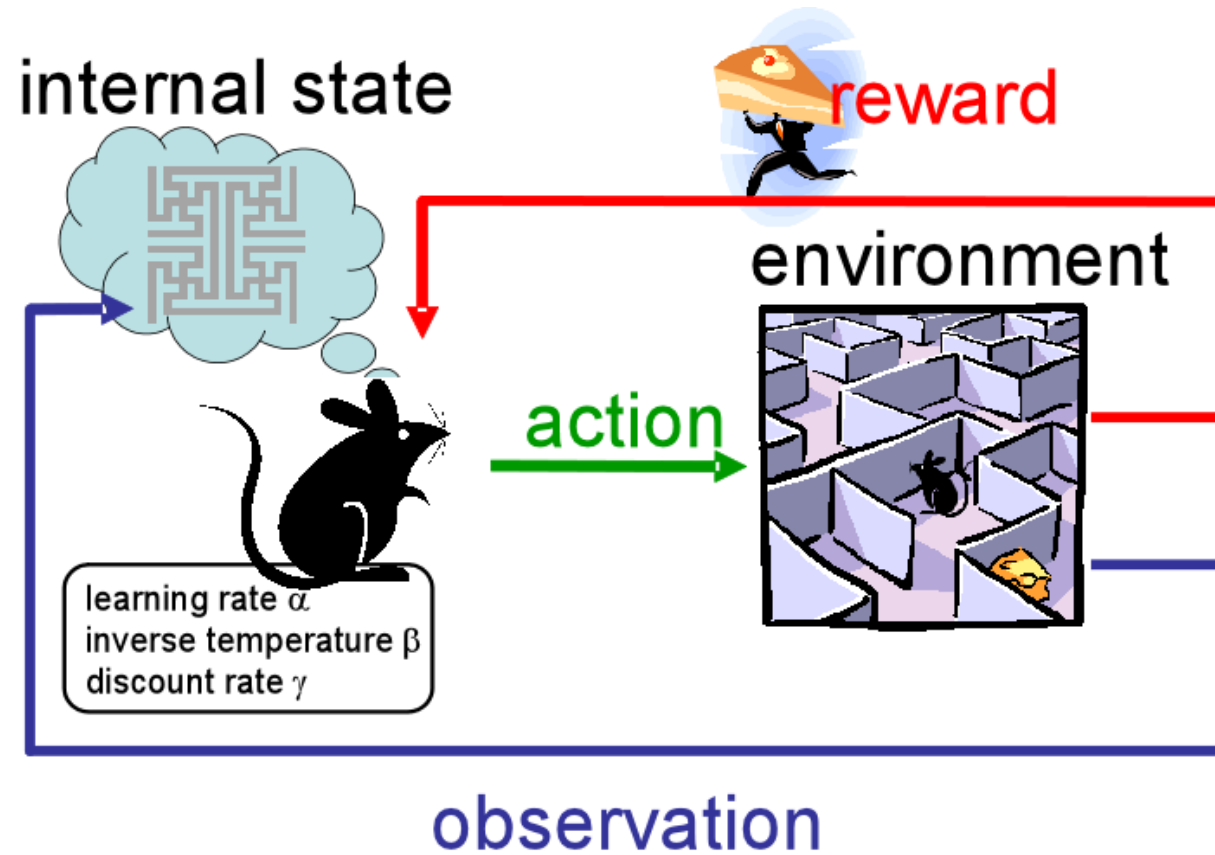 internal state
reward
environment
action
learning rate α
inverse temperature β
discount rate γ
observation